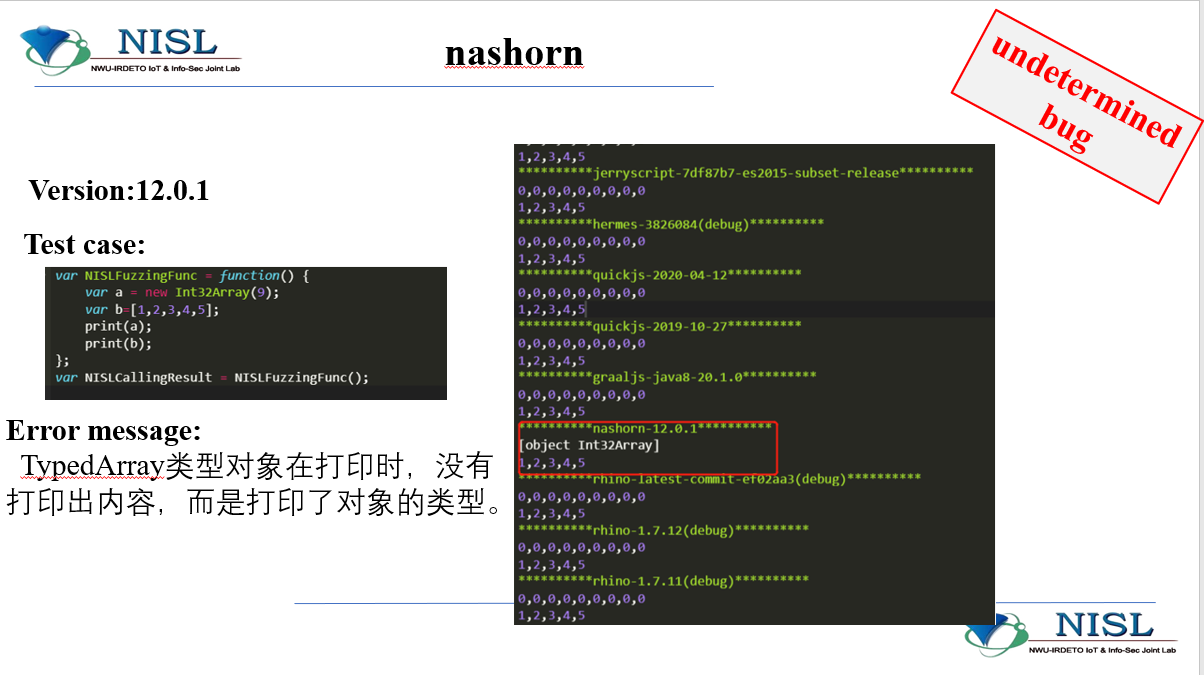 NISL
NWU-IRDETO IoT & Info-Sec Joint Lab
nashorn
undetermined
bug
Version:12.0.1
Test case:
var NISLFuzzingFunc = function() {
var a = new Int32Array(9);
var b=[1,2,3,4,5];
print(a);
print(b);
};
var NISLCallingResult = NISLFuzzingFunc();
Error message:
TypedArray类型对象在打印时，没有
打印出内容，而是打印了对象的类型。
1,2,3,4,5
**********jerryscript-7df87b7-es2015-subset-release**********
0,0,0,0,0,0,0,0,0
1,2,3,4,5
**********hermes-3826084(debug)**********
0,0,0,0,0,0,0,0,0
1,2,3,4,5
**********quickjs-2020-04-12**********
0,0,0,0,0,0,0,0,0
1,2,3,4,5
**********quickjs-2019-10-27**********
0,0,0,0,0,0,0,0,0
1,2,3,4,5
**********graaljs-java8-20.1.0**********
0,0,0,0,0,0,0,0,0
1,2,3,4,5
**********nashorn-12.0.1**********
[object Int32Array]
1,2,3,4,5
**********rhino-latest-commit-ef02aa3(debug)**********
0,0,0,0,0,0,0,0,0
1,2,3,4,5
**********rhino-1.7.12(debug)**********
0,0,0,0,0,0,0,0,0
1,2,3,4,5
**********rhino-1.7.11(debug)**********
0,0,0,0,0,0,0,0,0
1,2,3,4,5
NISL
NWU-IRDETO IoT & Info-Sec Joint Lab